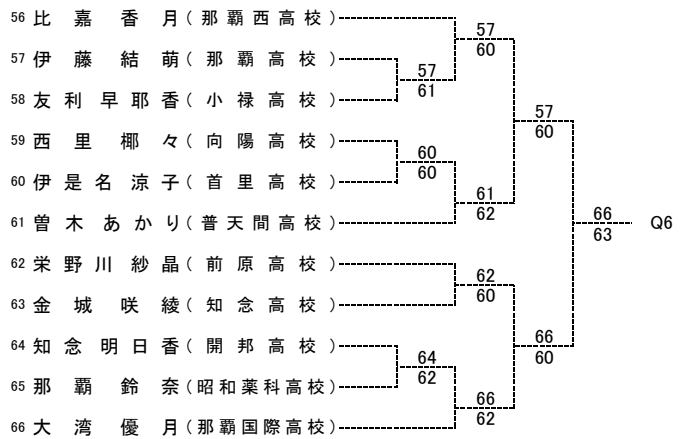 56 比嘉香月(那覇西高校)
57
60
57 伊藤結萌(那覇高校)
57
61
58 友利早耶香(小禄高校)
57
60
59 西里椰々(向陽高校)
60
60
60 伊是名涼子(首里高校)
61
62
61 曽木あかり(普天間高校)
66
63
Q6
62 栄野川紗晶(前原高校)
62
60
63 金城咲綾(知念高校)
66
60
64 知念明日香(開邦高校)
64
62
65 那覇鈴奈(昭和薬科高校)
66
62
66 大湾優月(那覇国際高校)